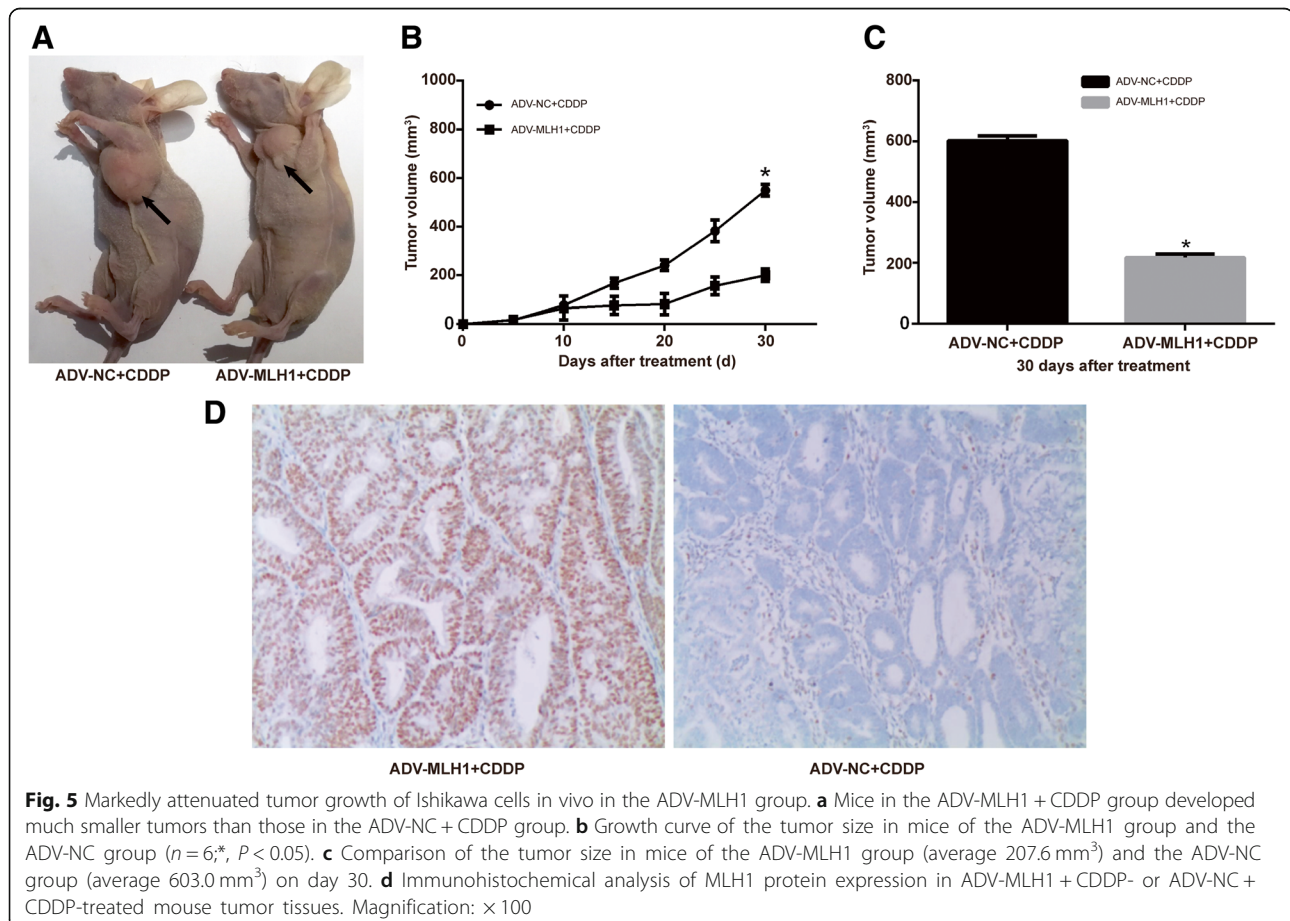 A
ADV-NC+CDDP
ADV-MLH1+CDDP
B
Tumor volume (mm³)
1000
800
600
400
200
0
ADV-NC+CDDP
ADV-MLH1+CDDP
*
0
10
20
30
Days after treatment (d)
C
Tumor volume (mm³)
800
600
400
200
0
ADV-NC+CDDP
ADV-MLH1+CDDP
*
ADV-NC+CDDP
ADV-MLH1+CDDP
30 days after treatment
D
ADV-MLH1+CDDP
ADV-NC+CDDP
Fig. 5 Markedly attenuated tumor growth of Ishikawa cells in vivo in the ADV-MLH1 group. a Mice in the ADV-MLH1 + CDDP group developed
much smaller tumors than those in the ADV-NC + CDDP group. b Growth curve of the tumor size in mice of the ADV-MLH1 group and the
ADV-NC group (n = 6;*, P < 0.05). c Comparison of the tumor size in mice of the ADV-MLH1 group (average 207.6 mm³) and the ADV-NC
group (average 603.0 mm³) on day 30. d Immunohistochemical analysis of MLH1 protein expression in ADV-MLH1 + CDDP- or ADV-NC +
CDDP-treated mouse tumor tissues. Magnification: × 100